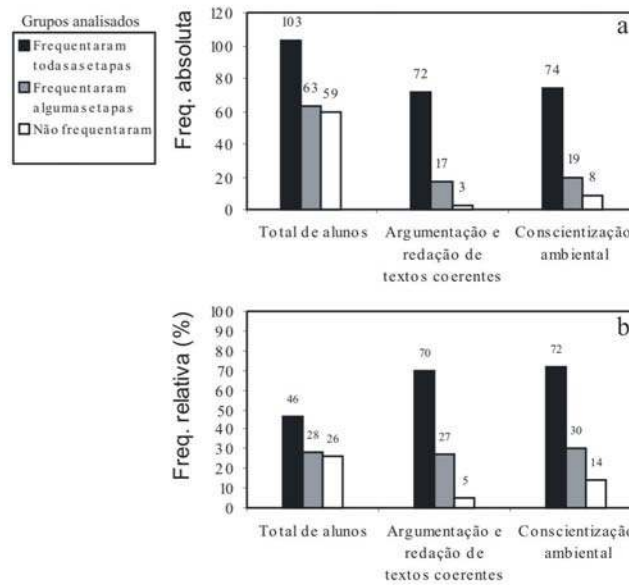 Grupos analisados
Frequentaram
todasasetapas
Frequentaram
algumasetapas
Não frequentaram
a
Freq. absoluta
120
100
80
60
40
20
0
103
63
59
72
17
3
74
19
8
Total de alunos
Argumentação e
redação de
textos coerentes
Conscientização
ambiental
b
Freq. relativa (%)
100
90
80
70
60
50
40
30
20
10
0
46
28
26
70
27
5
72
30
14
Total de alunos
Argumentação e
redação de
textos coerentes
Conscientização
ambiental